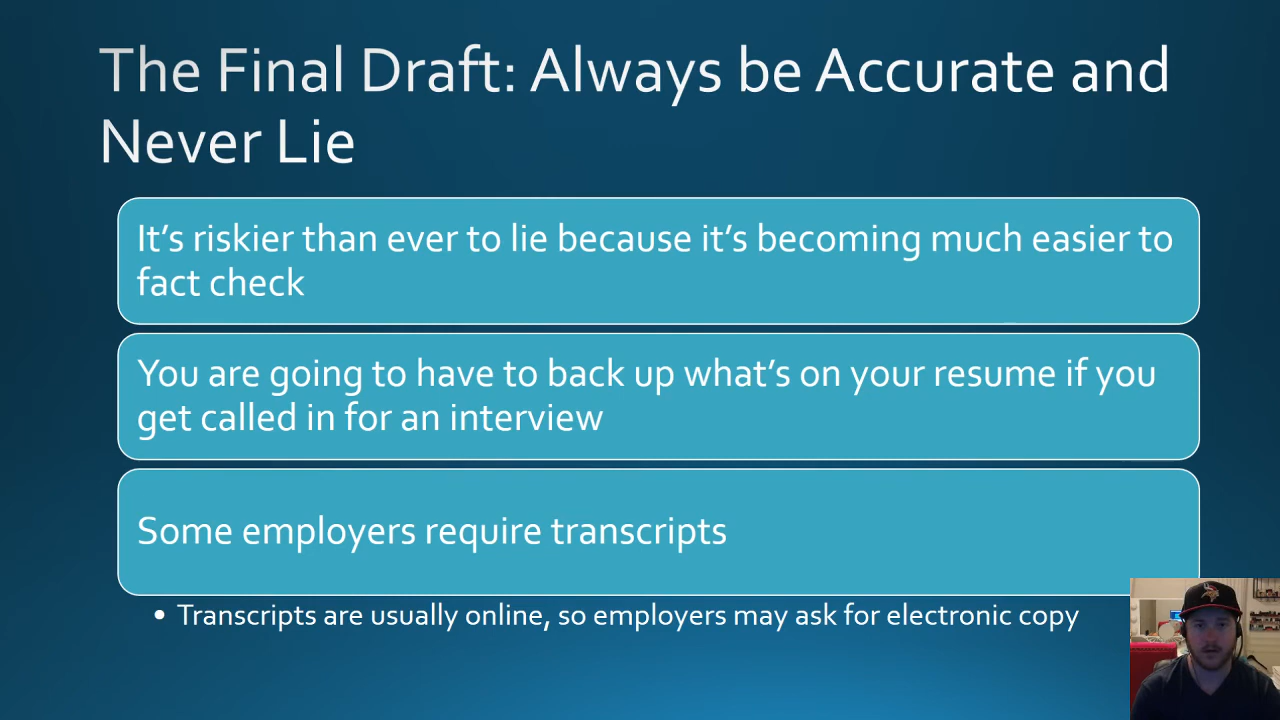 The Final Draft: Always be Accurate and
Never Lie
It’s riskier than ever to lie because it’s becoming much easier to
fact check
You are going to have to back up what’s on your resume if you
get called in for an interview
Some employers require transcripts
• Transcripts are usually online, so employers may ask for electronic copy